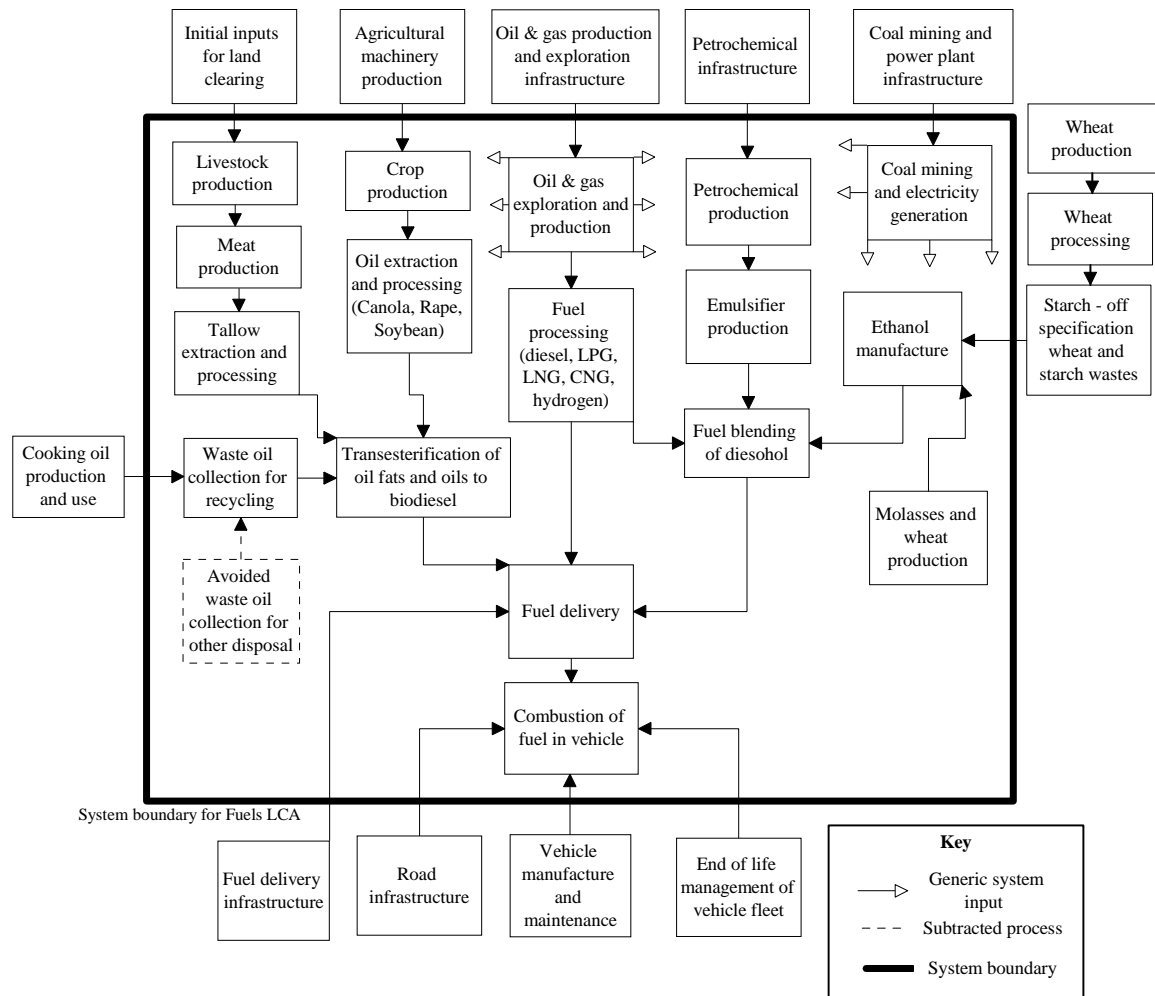 Initial inputs
for land
clearing
Agricultural
machinery
production
Oil & gas production
and exploration
infrastructure
Petrochemical
infrastructure
Coal mining and
power plant
infrastructure
Wheat
production
Livestock
production
Crop
production
Oil & gas
exploration and
production
Petrochemical
production
Coal mining
and electricity
generation
Wheat
processing
Meat
production
Oil extraction
and processing
(Canola, Rape,
Soybean)
Fuel
processing
(diesel, LPG,
LNG, CNG,
hydrogen)
Emulsifier
production
Ethanol
manufacture
Starch - off
specification
wheat and
starch wastes
Tallow
extraction and
processing
Cooking oil
production
and use
Waste oil
collection for
recycling
Transesterification of
oil fats and oils to
biodiesel
Fuel blending
of diesohol
Molasses and
wheat
production
Avoided
waste oil
collection for
other disposal
Fuel delivery
Combustion of
fuel in vehicle
System boundary for Fuels LCA
Fuel delivery
infrastructure
Road
infrastructure
Vehicle
manufacture
and
maintenance
End of life
management of
vehicle fleet
Key
Generic system
input
Subtracted process
System boundary